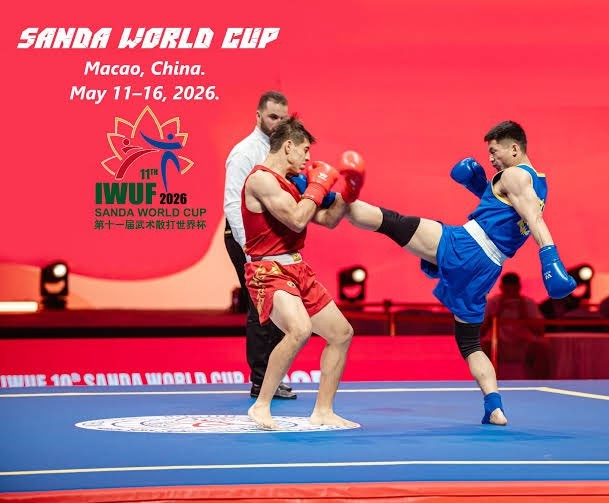 SANDA WORLD CUP
Macao, China.
May 11–16, 2026.
11TH
IWUF 2026
SANDA WORLD CUP
第十一届武术散打世界杯
IWUF 10th SANDA WORLD CUP